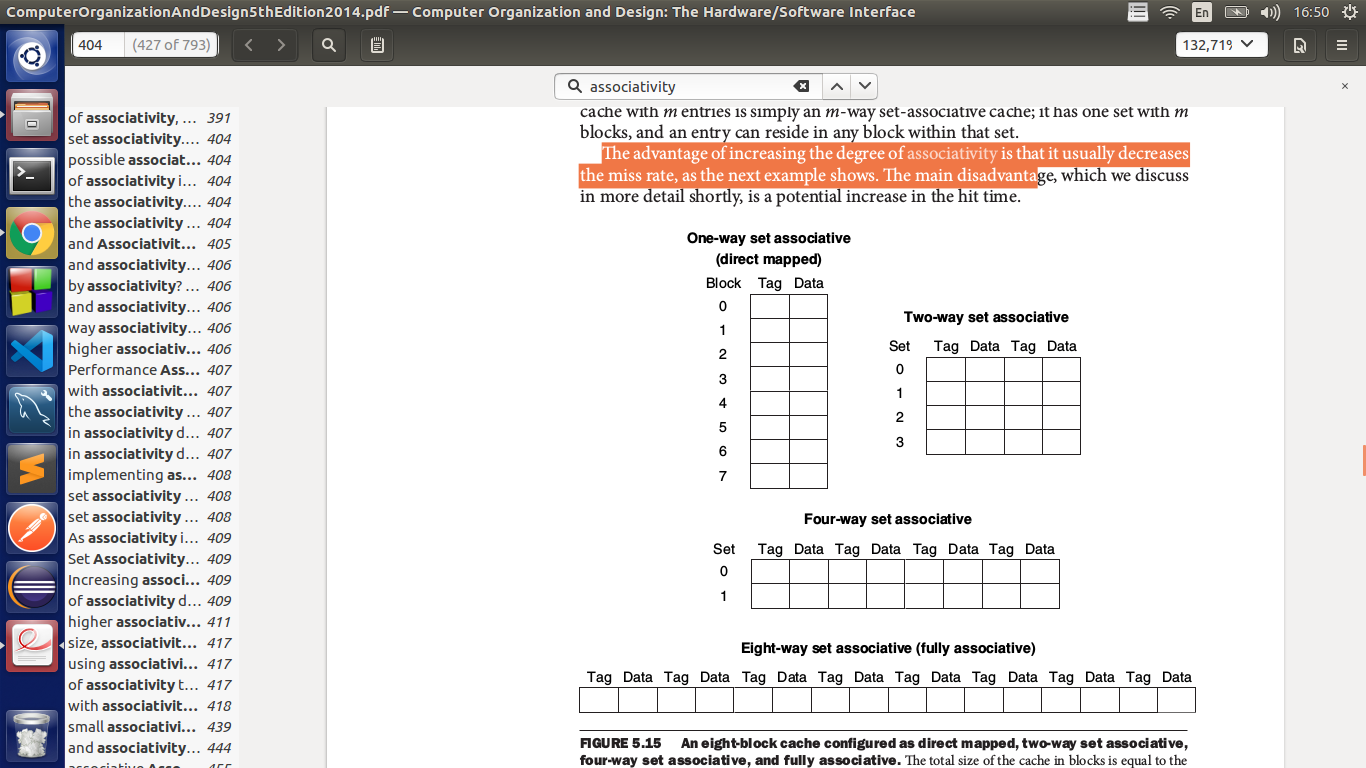 ComputerOrganizationAndDesign5thEdition2014.pdf — Computer Organization and Design: The Hardware/Software Interface
En
16:50
404
(427 of 793)
132,71%
associativity
of associativity, ... 391
set associativity.... 404
possible associat... 404
of associativity i... 404
the associativity.... 404
the associativity ... 404
and Associativit... 405
and associativity... 406
by associativity? ... 406
and associativity... 406
way associativity... 406
higher associativ... 406
Performance Ass... 407
with associativit... 407
the associativity ... 407
in associativity d... 407
in associativity d... 407
implementing as... 408
set associativity ... 408
set associativity ... 408
As associativity i... 409
Set Associativity... 409
Increasing associ... 409
of associativity d... 409
higher associativ... 411
size, associativit... 417
using associativi... 417
of associativity t... 417
with associativit... 418
small associativi... 439
and associativity... 444
cache with m entries is simply an m-way set-associative cache; it has one set with m
blocks, and an entry can reside in any block within that set.
The advantage of increasing the degree of associativity is that it usually decreases
the miss rate, as the next example shows. The main disadvantage, which we discuss
in more detail shortly, is a potential increase in the hit time.
One-way set associative
(direct mapped)
Block Tag Data
0
1
2
3
4
5
6
7
Two-way set associative
Set Tag Data Tag Data
0
1
2
3
Four-way set associative
Set Tag Data Tag Data Tag Data Tag Data
0
1
Eight-way set associative (fully associative)
Tag Data Tag Data Tag Data Tag Data Tag Data Tag Data Tag Data Tag Data
FIGURE 5.15 An eight-block cache configured as direct mapped, two-way set associative,
four-way set associative, and fully associative. The total size of the cache in blocks is equal to the